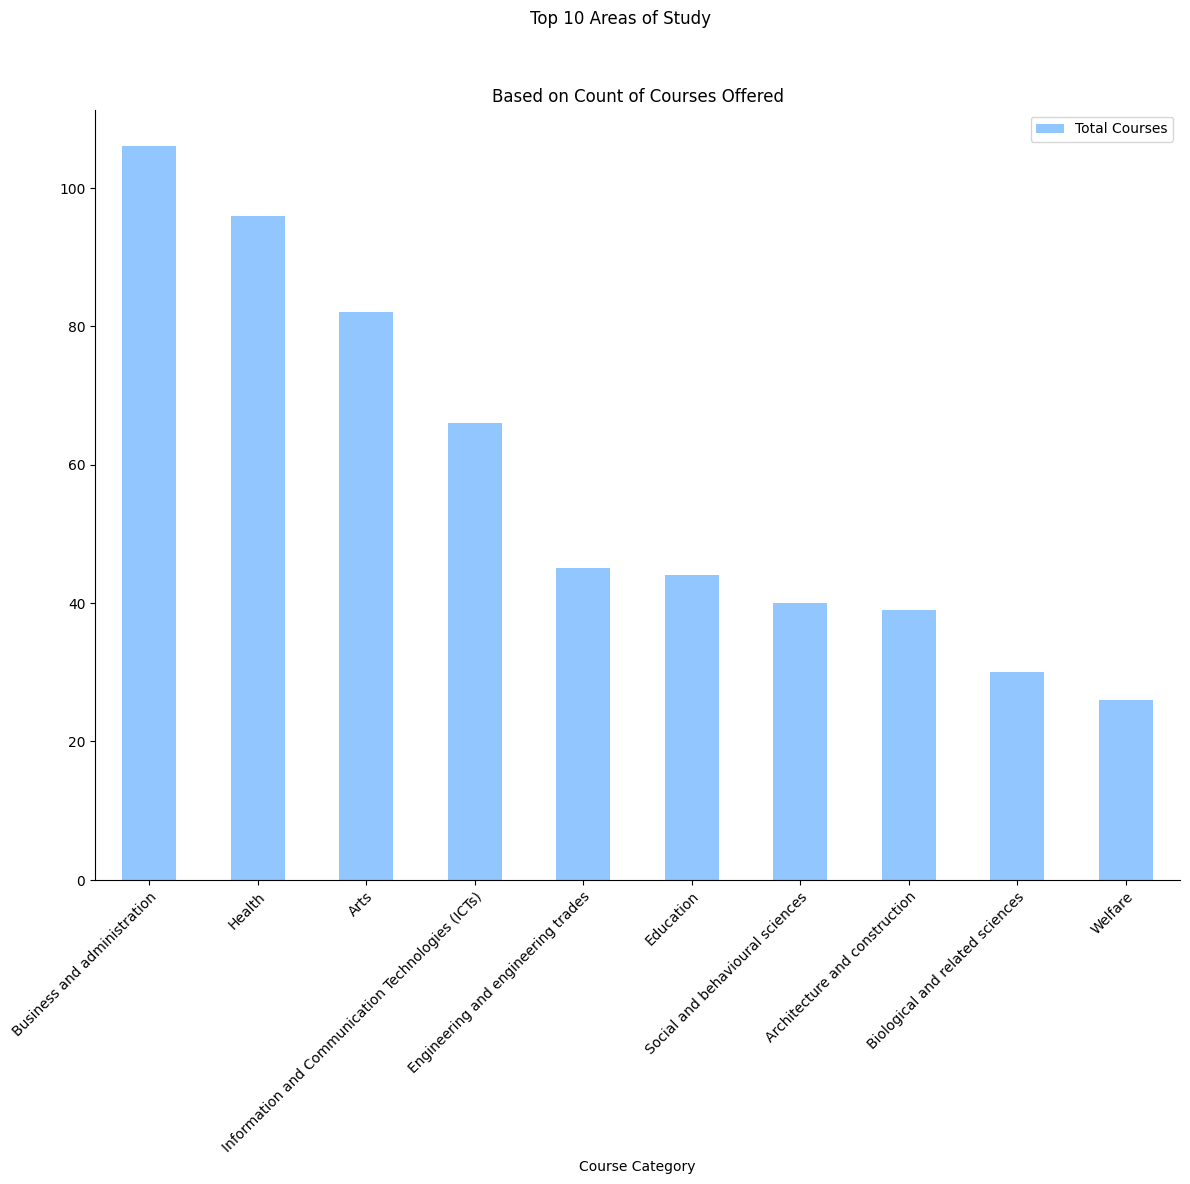 Top 10 Areas of Study
Based on Count of Courses Offered
Total Courses
100
80
60
40
20
0
Business and administration
Health
Arts
Information and Communication Technologies (ICTs)
Engineering and engineering trades
Education
Social and behavioural sciences
Architecture and construction
Biological and related sciences
Welfare
Course Category